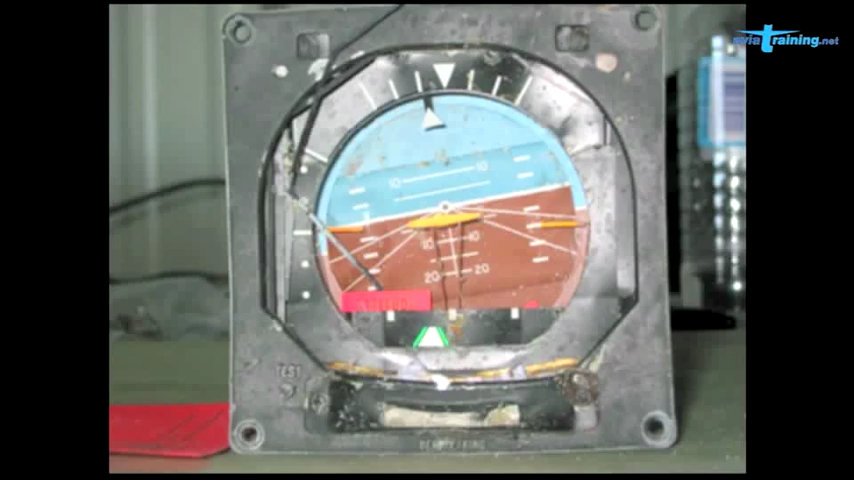 aviatraining.net
10 10
10 10
20 20
TEST
BENDIX/KING